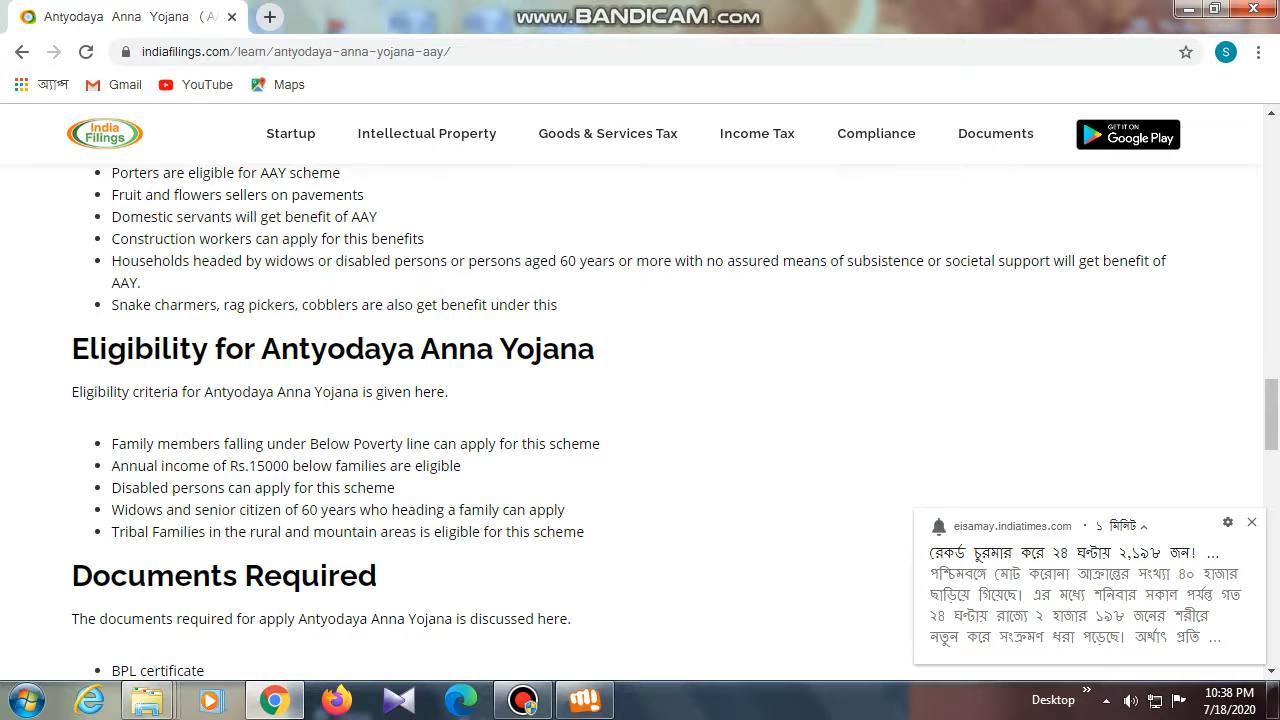 Antyodaya Anna Yojana ( AA
www.BANDICAM.com
indiafilings.com/learn/antyodaya-anna-yojana-aay/
S
অ্যাপ্স Gmail YouTube Maps
India Filings
Startup Intellectual Property Goods & Services Tax Income Tax Compliance Documents
GET IT ON
Google Play
Porters are eligible for AAY scheme
Fruit and flowers sellers on pavements
Domestic servants will get benefit of AAY
Construction workers can apply for this benefits
Households headed by widows or disabled persons or persons aged 60 years or more with no assured means of subsistence or societal support will get benefit of
AAY.
Snake charmers, rag pickers, cobblers are also get benefit under this
Eligibility for Antyodaya Anna Yojana
Eligibility criteria for Antyodaya Anna Yojana is given here.
Family members falling under Below Poverty line can apply for this scheme
Annual income of Rs.15000 below families are eligible
Disabled persons can apply for this scheme
Widows and senior citizen of 60 years who heading a family can apply
Tribal Families in the rural and mountain areas is eligible for this scheme
Documents Required
The documents required for apply Antyodaya Anna Yojana is discussed here.
BPL certificate
eisamay.indiatimes.com · ১ মিনিট
রেকর্ড চুরমার করে ২৪ ঘণ্টায় ২,১৯৮ জন! ...
পশ্চিমবঙ্গে মোট করোনা আক্রান্তের সংখ্যা ৪০ হাজার
ছাড়িয়ে গিয়েছে। এর মধ্যে শনিবার সকাল পর্যন্ত গত
২৪ ঘণ্টায় রাজ্যে ২ হাজার ১৯৮ জনের শরীরে
নতুন করে সংক্রমণ ধরা পড়েছে। অর্থাৎ প্রতি ...
Desktop
10:38 PM
7/18/2020